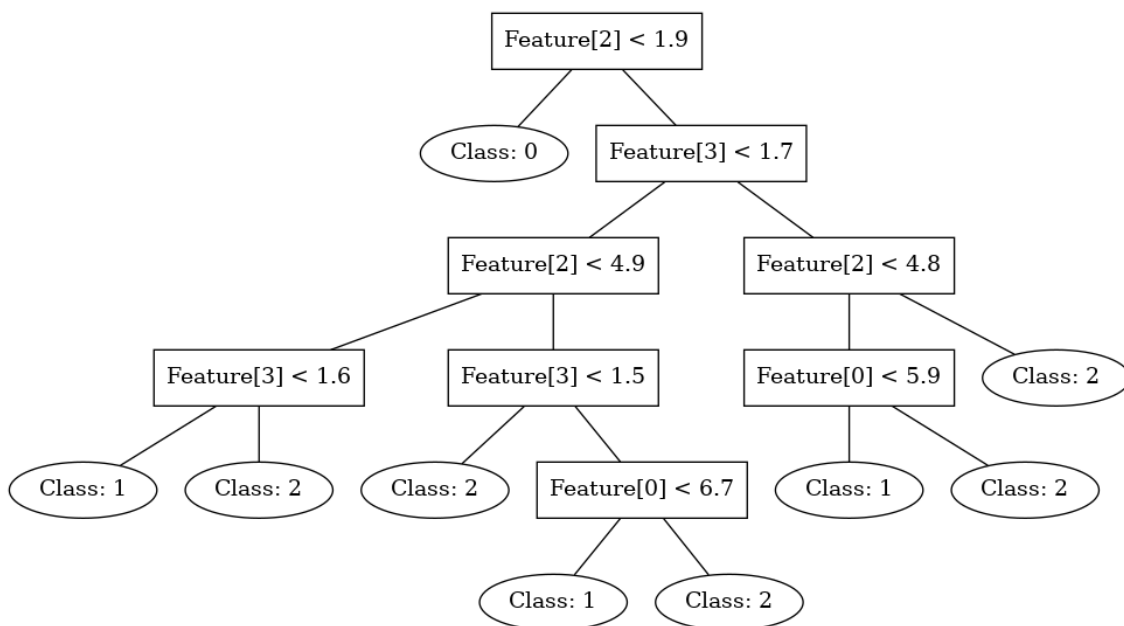 Feature[2] < 1.9
Class: 0
Feature[3] < 1.7
Feature[2] < 4.9
Feature[2] < 4.8
Feature[3] < 1.6
Feature[3] < 1.5
Feature[0] < 5.9
Class: 2
Class: 1
Class: 2
Class: 2
Feature[0] < 6.7
Class: 1
Class: 2
Class: 1
Class: 2